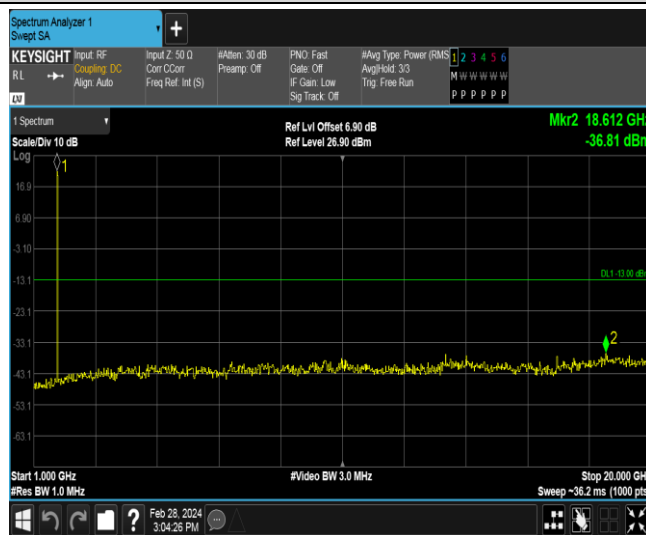 Spectrum Analyzer 1
Swept SA
+
KEYSIGHT Input: RF Input Z: 50 Ω #Atten: 30 dB PNO: Fast #Avg Type: Power (RMS 1 2 3 4 5 6
RL Coupling: DC Corr CCorr Preamp: Off Gate: Off Avg|Hold: 3/3 M W W W W W
Align: Auto Freq Ref: Int (S) IF Gain: Low Trig: Free Run
LXI Sig Track: Off P P P P P P
1 Spectrum Ref Lvl Offset 6.90 dB Mkr2 18.612 GHz
Scale/Div 10 dB Ref Level 26.90 dBm -36.81 dBm
Log
1
16.9
6.90
-3.10
-13.1 DL1 -13.00 dBm
-23.1
-33.1 2
-43.1
-53.1
-63.1
Start 1.000 GHz #Video BW 3.0 MHz Stop 20.000 GHz
#Res BW 1.0 MHz Sweep ~36.2 ms (1000 pts
? Feb 28, 2024
3:04:26 PM